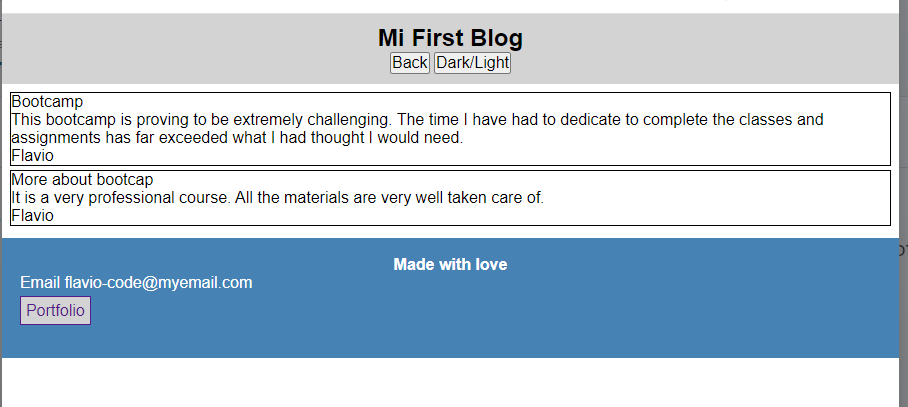 Mi First Blog
Back Dark/Light
Bootcamp
This bootcamp is proving to be extremely challenging. The time I have had to dedicate to complete the classes and
assignments has far exceeded what I had thought I would need.
Flavio
More about bootcap
It is a very professional course. All the materials are very well taken care of.
Flavio
Made with love
Email flavio-code@myemail.com
Portfolio